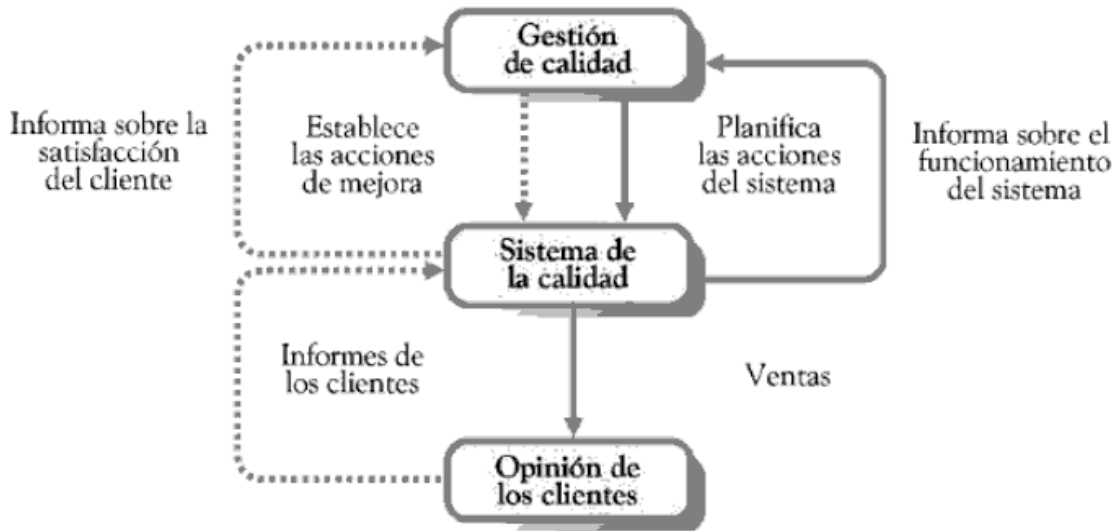 Gestión
de calidad
Informa sobre la
satisfacción
del cliente
Establece
las acciones
de mejora
Planifica
las acciones
del sistema
Informa sobre el
funcionamiento
del sistema
Sistema de
la calidad
Informes de
los clientes
Ventas
Opinión de
los clientes